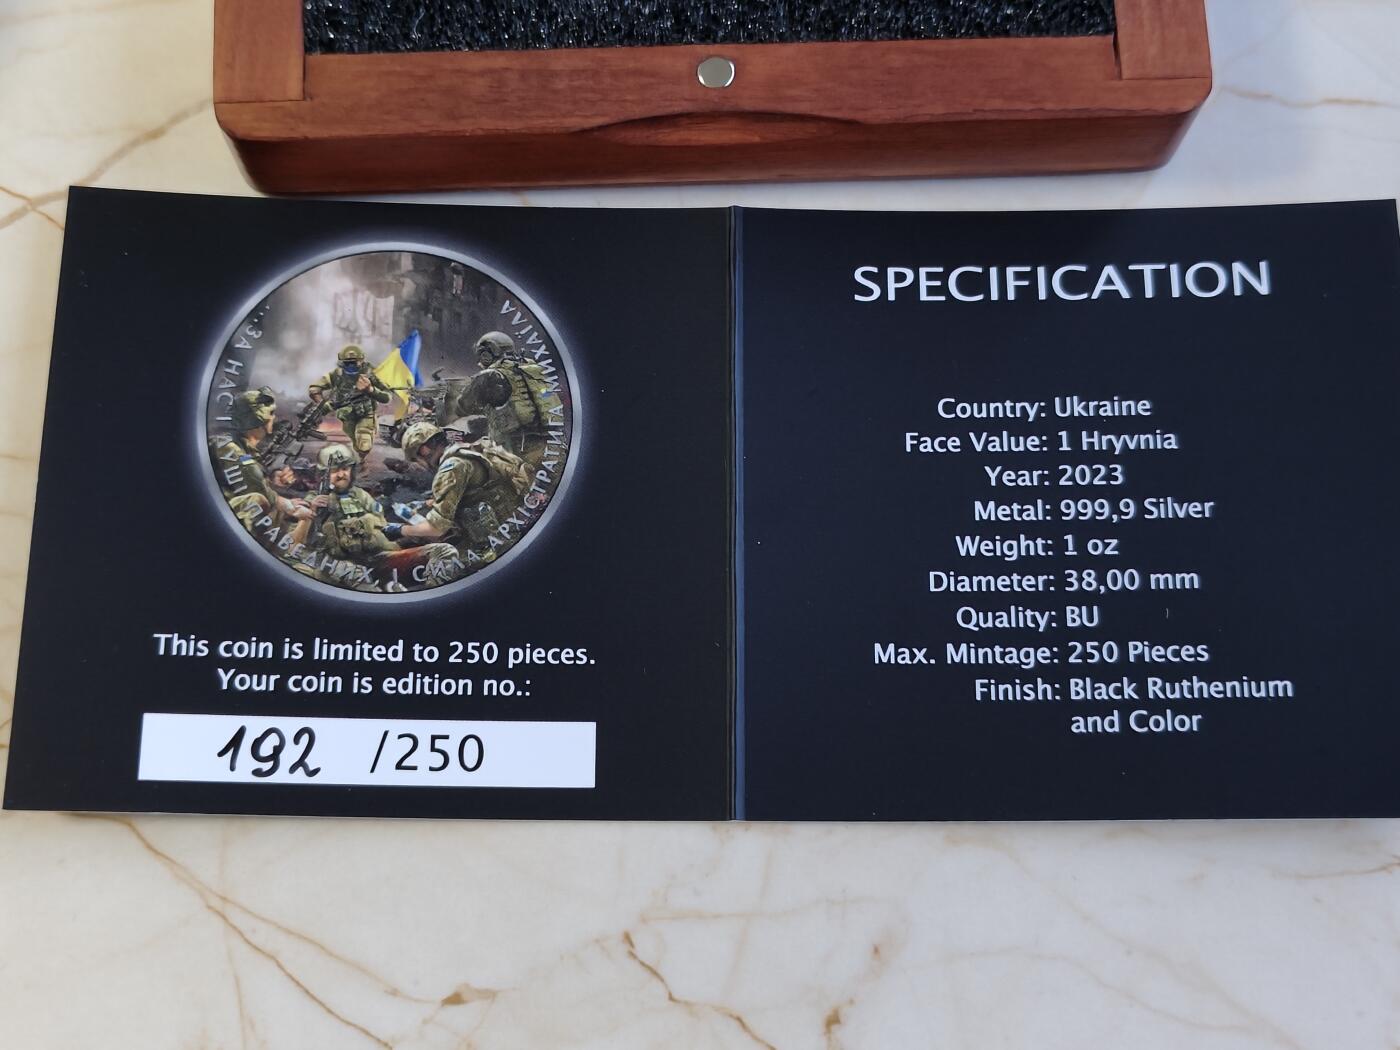 ...ЗА НАС І ДУШІ ПРАВЕДНИХ, І СИЛА АРХІСТРАТИГА МИХАЇЛА
This coin is limited to 250 pieces.
Your coin is edition no.:
192 /250
SPECIFICATION
Country: Ukraine
Face Value: 1 Hryvnia
Year: 2023
Metal: 999,9 Silver
Weight: 1 oz
Diameter: 38,00 mm
Quality: BU
Max. Mintage: 250 Pieces
Finish: Black Ruthenium
and Color